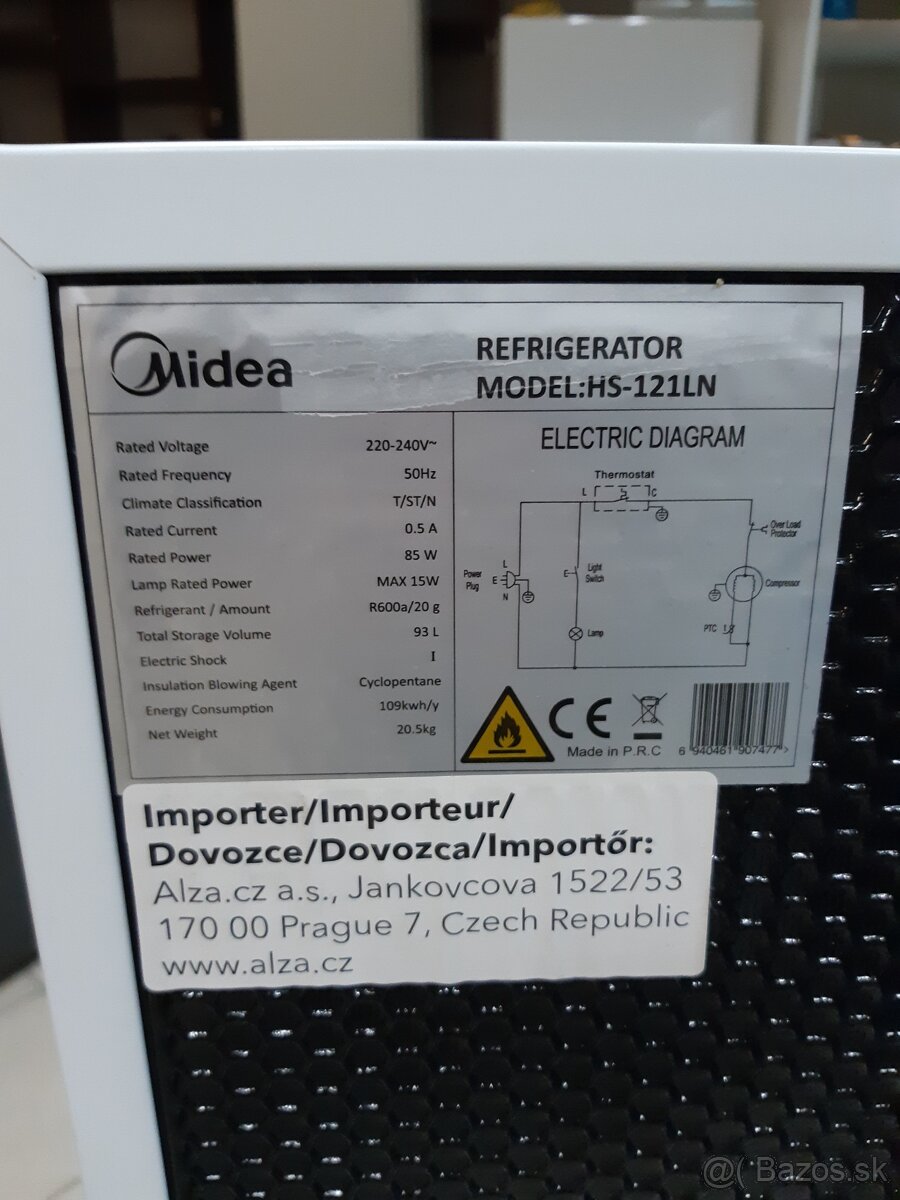 Midea
REFRIGERATOR
MODEL:HS-121LN
Rated Voltage 220-240V~
Rated Frequency 50Hz
Climate Classification T/ST/N
Rated Current 0.5 A
Rated Power 85 W
Lamp Rated Power MAX 15W
Refrigerant / Amount R600a/20 g
Total Storage Volume 93 L
Electric Shock I
Insulation Blowing Agent Cyclopentane
Energy Consumption 109kwh/y
Net Weight 20.5kg
ELECTRIC DIAGRAM
Thermostat
L C
Over Load
Protector
Power
Plug
L
E
N
E
Light
Switch
Compressor
Lamp
PTC
CE
Made in P.R.C
6 940461 907477 >
Importer/Importeur/
Dovozce/Dovozca/Importőr:
Alza.cz a.s., Jankovcova 1522/53
170 00 Prague 7, Czech Republic
www.alza.cz
@( Bazos.sk